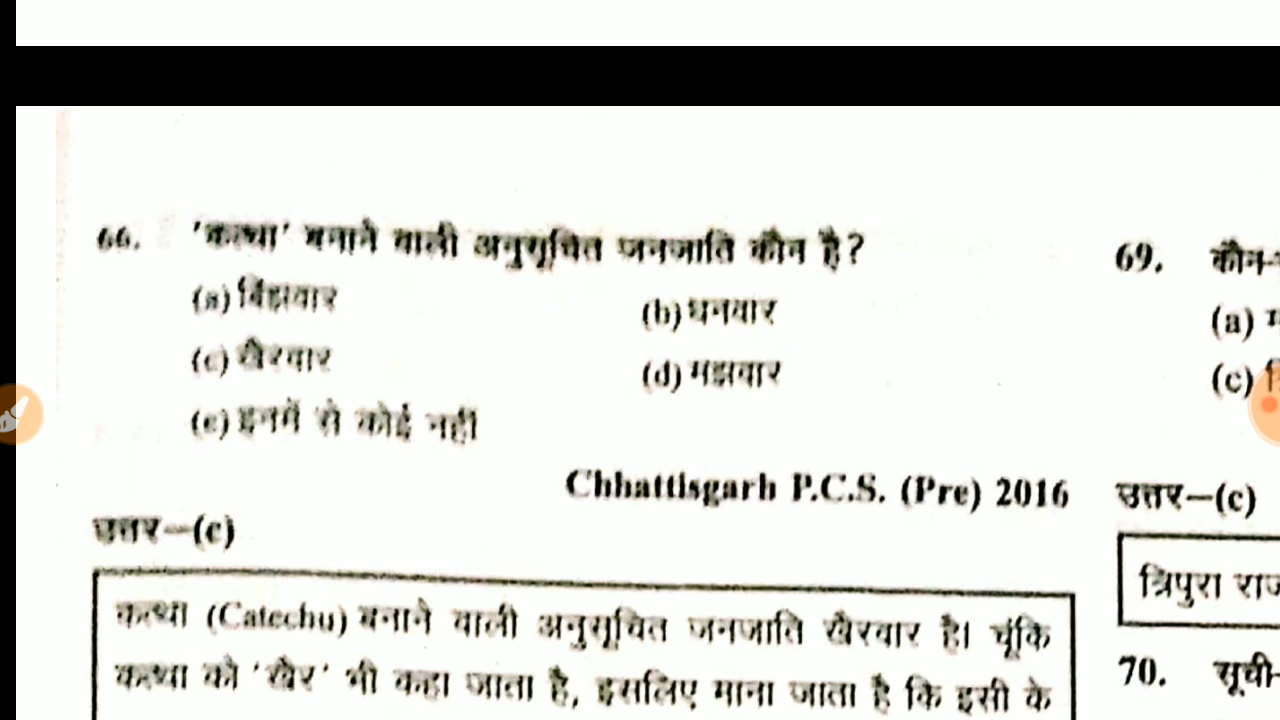 66. 'कत्था' बनाने वाली अनुसूचित जनजाति कौन है?
(a) बिंझवार
(b) धनवार
(c) खैरवार
(d) मझवार
(e) इनमें से कोई नहीं
Chhattisgarh P.C.S. (Pre) 2016
उत्तर—(c)
कत्था (Catechu) बनाने वाली अनुसूचित जनजाति खैरवार है। चूंकि
कत्था को 'खैर' भी कहा जाता है, इसलिए माना जाता है कि इसी के
69. कौन-
(a)
(c)
उत्तर—(c)
त्रिपुरा राज
70. सूची-